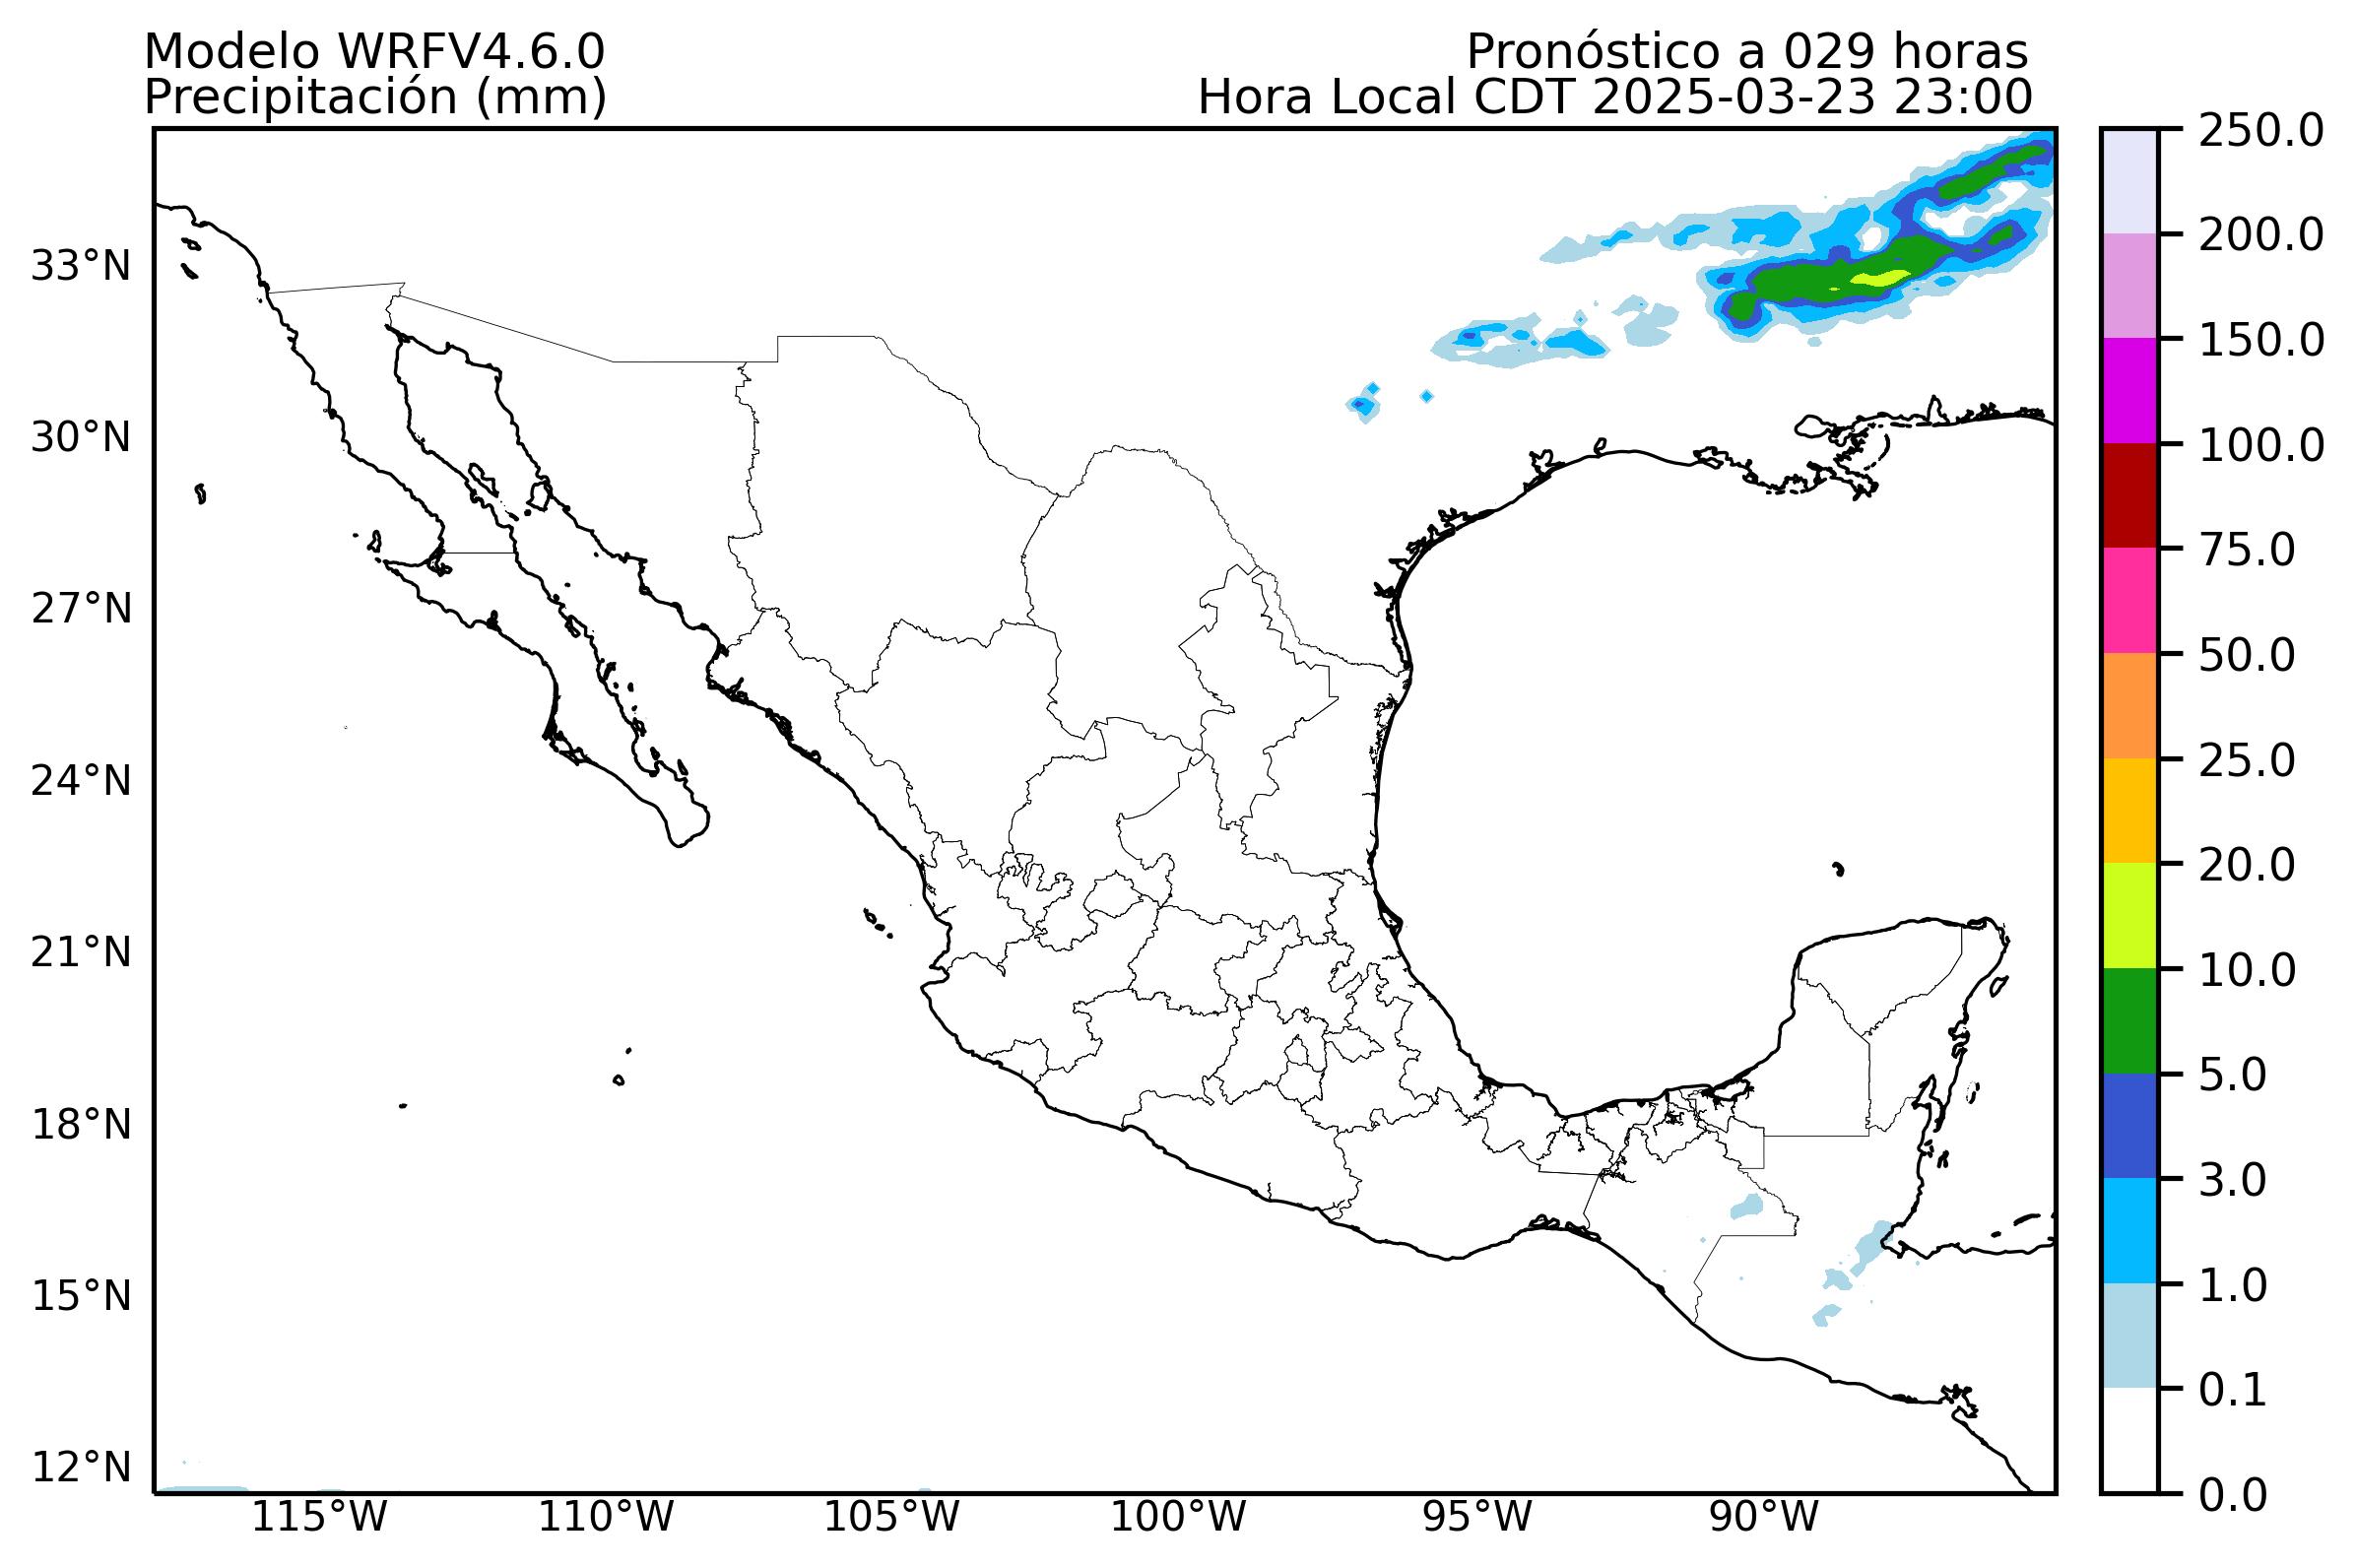 Modelo WRFV4.6.0
Pronóstico a 029 horas
Precipitación (mm)
Hora Local CDT 2025-03-23 23:00
33°N
30°N
27°N
24°N
21°N
18°N
15°N
12°N
115°W
110°W
105°W
100°W
95°W
90°W
250.0
200.0
150.0
100.0
75.0
50.0
25.0
20.0
10.0
5.0
3.0
1.0
0.1
0.0